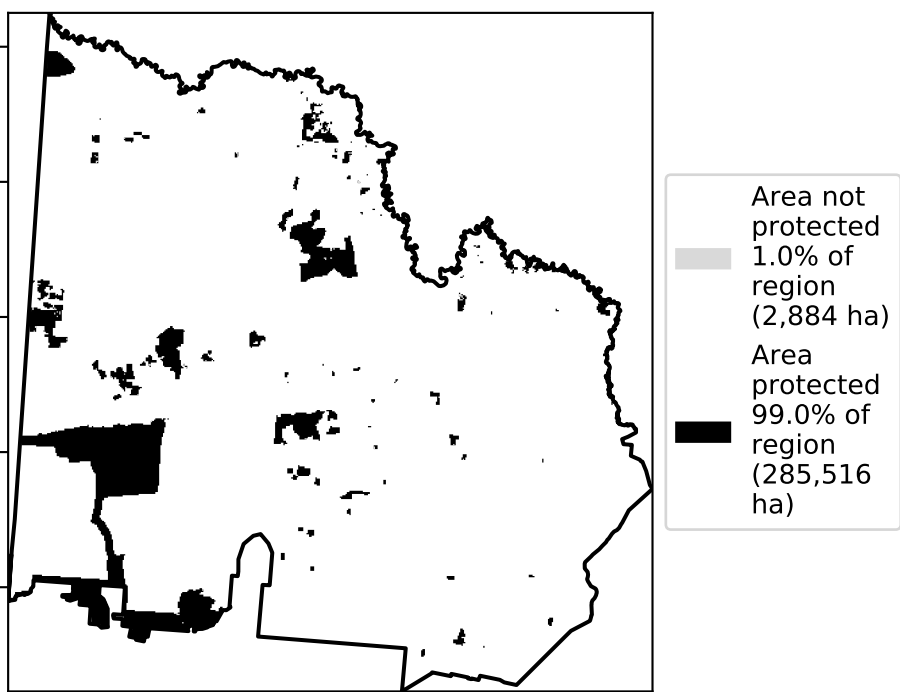 Area not
protected
1.0% of
region
(2,884 ha)
Area
protected
99.0% of
region
(285,516
ha)